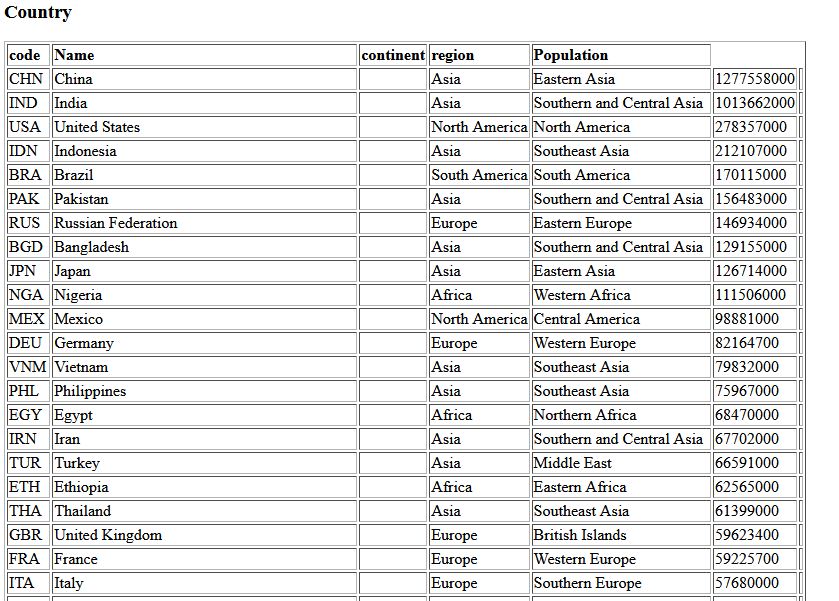 Country
code Name continent region Population
CHN China Asia Eastern Asia 1277558000
IND India Asia Southern and Central Asia 1013662000
USA United States North America North America 278357000
IDN Indonesia Asia Southeast Asia 212107000
BRA Brazil South America South America 170115000
PAK Pakistan Asia Southern and Central Asia 156483000
RUS Russian Federation Europe Eastern Europe 146934000
BGD Bangladesh Asia Southern and Central Asia 129155000
JPN Japan Asia Eastern Asia 126714000
NGA Nigeria Africa Western Africa 111506000
MEX Mexico North America Central America 98881000
DEU Germany Europe Western Europe 82164700
VNM Vietnam Asia Southeast Asia 79832000
PHL Philippines Asia Southeast Asia 75967000
EGY Egypt Africa Northern Africa 68470000
IRN Iran Asia Southern and Central Asia 67702000
TUR Turkey Asia Middle East 66591000
ETH Ethiopia Africa Eastern Africa 62565000
THA Thailand Asia Southeast Asia 61399000
GBR United Kingdom Europe British Islands 59623400
FRA France Europe Western Europe 59225700
ITA Italy Europe Southern Europe 57680000